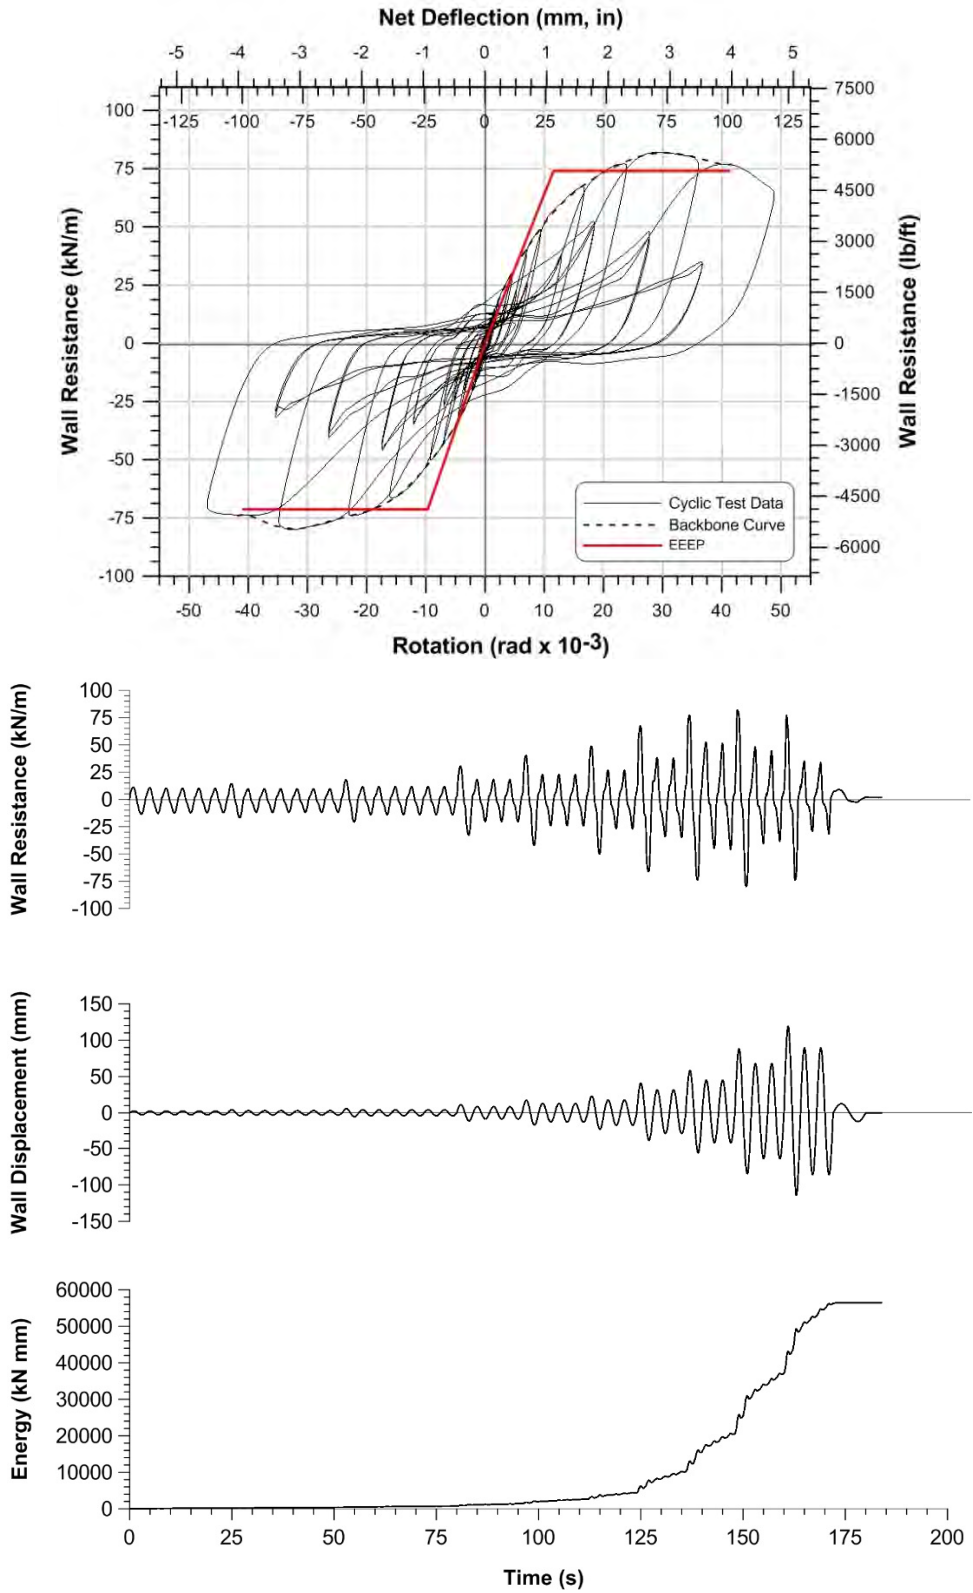 Net Deflection (mm, in)
-5 -4 -3 -2 -1 0 1 2 3 4 5
-125 -100 -75 -50 -25 0 25 50 75 100 125
Wall Resistance (kN/m)
100
75
50
25
0
-25
-50
-75
-100
7500
6000
4500
3000
1500
0
-1500
-3000
-4500
-6000
Wall Resistance (lb/ft)
Cyclic Test Data
Backbone Curve
EEEP
-50 -40 -30 -20 -10 0 10 20 30 40 50
Rotation (rad x 10-3)
Wall Resistance (kN/m)
100
75
50
25
0
-25
-50
-75
-100
Wall Displacement (mm)
150
100
50
0
-50
-100
-150
Energy (kN mm)
60000
50000
40000
30000
20000
10000
0
0 25 50 75 100 125 150 175 200
Time (s)